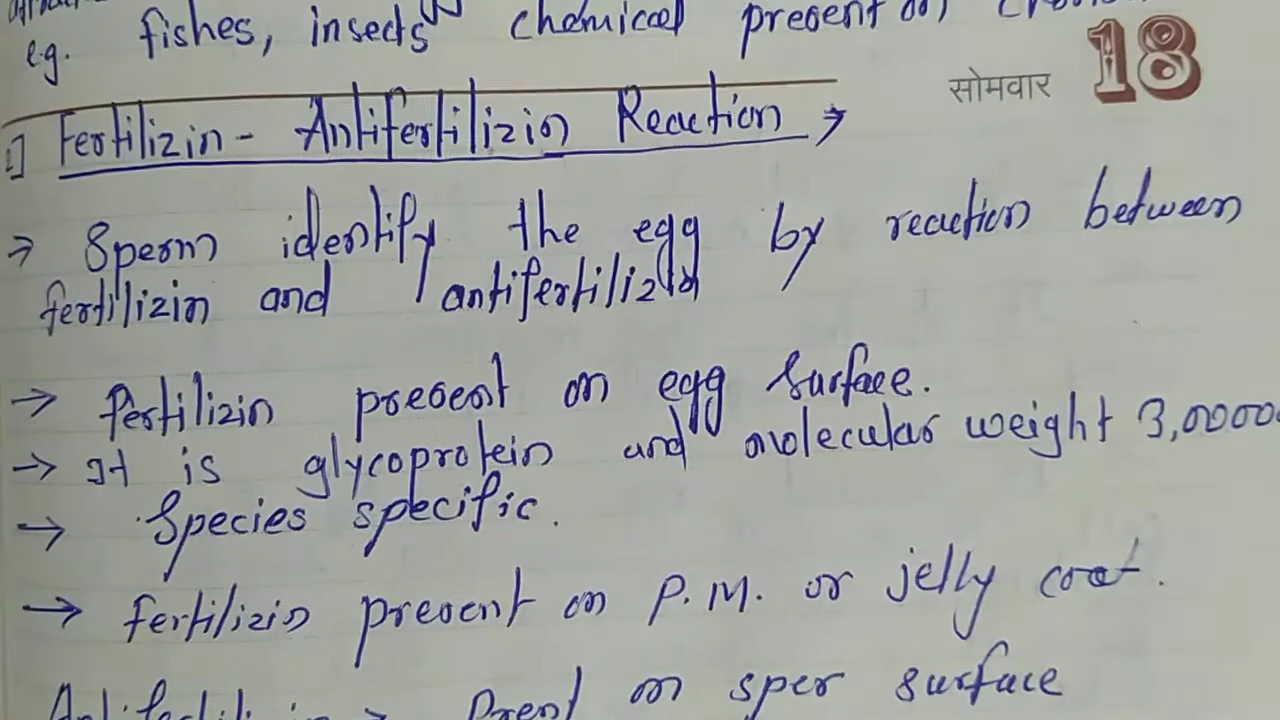 e.g. fishes, insects chemical present on
सोमवार 18
Fertilizin - Antifertilizin Reaction →
→ Sperm identify the egg by reaction between
fertilizin and antifertilizin
→ fertilizin present on egg surface.
→ It is glycoprotein and molecular weight 3,0000
→ Species specific.
→ fertilizin present on P.M. or jelly coat.
Antifertilizin → Prent on sper surface